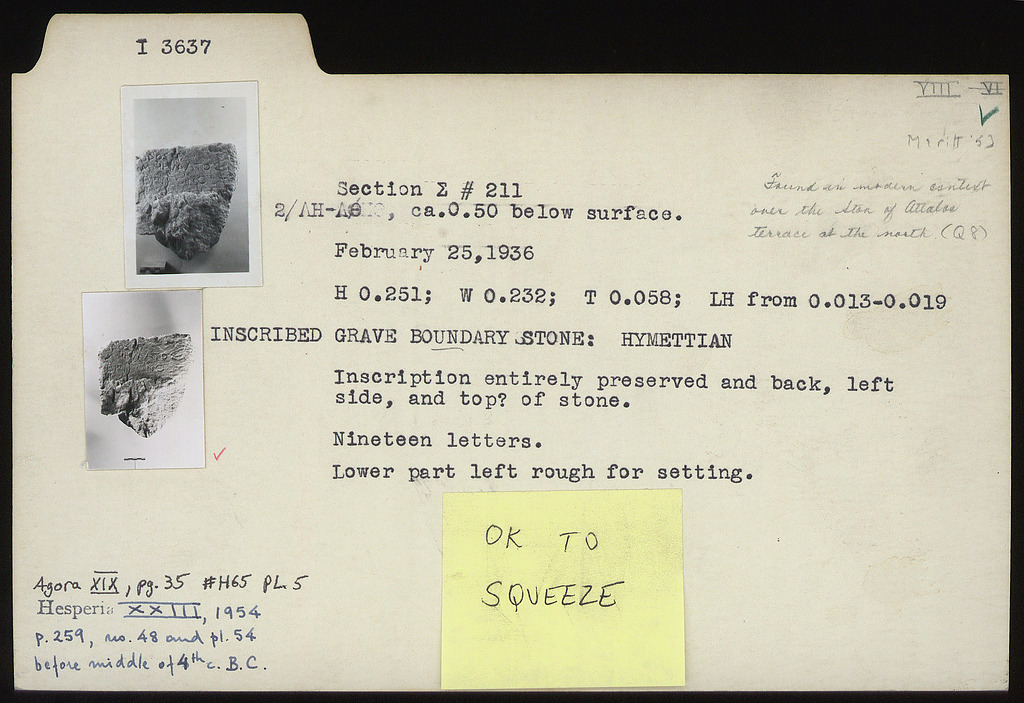 I 3637
VIII VI
Meritt '53
Section Σ # 211
2/ΛΗ- , ca.0.50 below surface.
Found in modern context
over the Stoa of Attalos
terrace at the north (Q8)
February 25,1936
H 0.251; W 0.232; T 0.058; LH from 0.013-0.019
INSCRIBED GRAVE BOUNDARY STONE: HYMETTIAN
Inscription entirely preserved and back, left
side, and top? of stone.
Nineteen letters.
Lower part left rough for setting.
OK TO
SQUEEZE
Agora XIX, pg. 35 #H65 PL. 5
Hesperia XXIII, 1954
p. 259, no. 48 and pl. 54
before middle of 4th c. B.C.